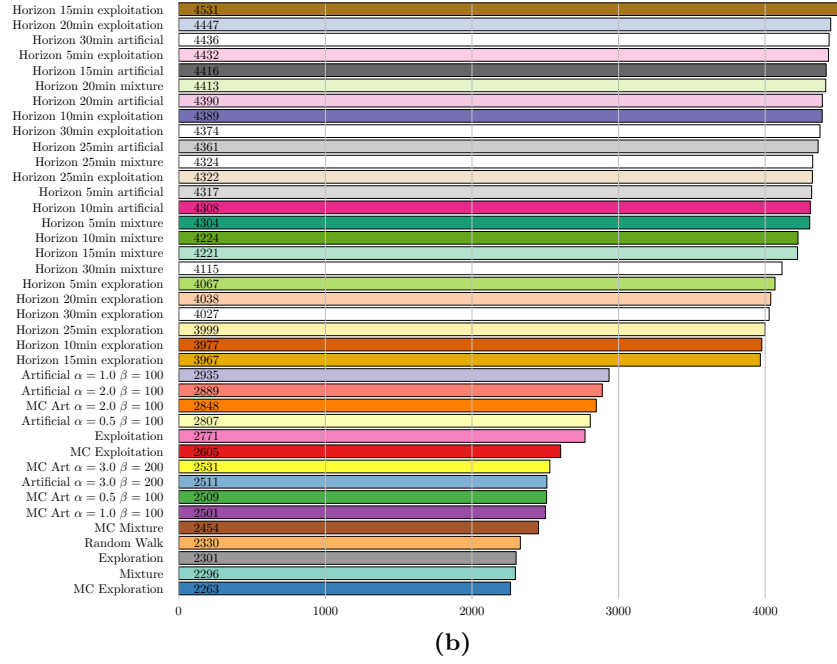 Horizon 15min exploitation 4531
Horizon 20min exploitation 4447
Horizon 30min artificial 4436
Horizon 5min exploitation 4432
Horizon 15min artificial 4416
Horizon 20min mixture 4413
Horizon 20min artificial 4390
Horizon 10min exploitation 4389
Horizon 30min exploitation 4374
Horizon 25min artificial 4361
Horizon 25min mixture 4324
Horizon 25min exploitation 4322
Horizon 5min artificial 4317
Horizon 10min artificial 4308
Horizon 5min mixture 4304
Horizon 10min mixture 4224
Horizon 15min mixture 4221
Horizon 30min mixture 4115
Horizon 5min exploration 4067
Horizon 20min exploration 4038
Horizon 30min exploration 4027
Horizon 25min exploration 3999
Horizon 10min exploration 3977
Horizon 15min exploration 3967
Artificial α = 1.0 β = 100 2935
Artificial α = 2.0 β = 100 2889
MC Art α = 2.0 β = 100 2848
Artificial α = 0.5 β = 100 2807
Exploitation 2771
MC Exploitation 2605
MC Art α = 3.0 β = 200 2531
Artificial α = 3.0 β = 200 2511
MC Art α = 0.5 β = 100 2509
MC Art α = 1.0 β = 100 2501
MC Mixture 2454
Random Walk 2330
Exploration 2301
Mixture 2296
MC Exploration 2263
0 1000 2000 3000 4000
(b)